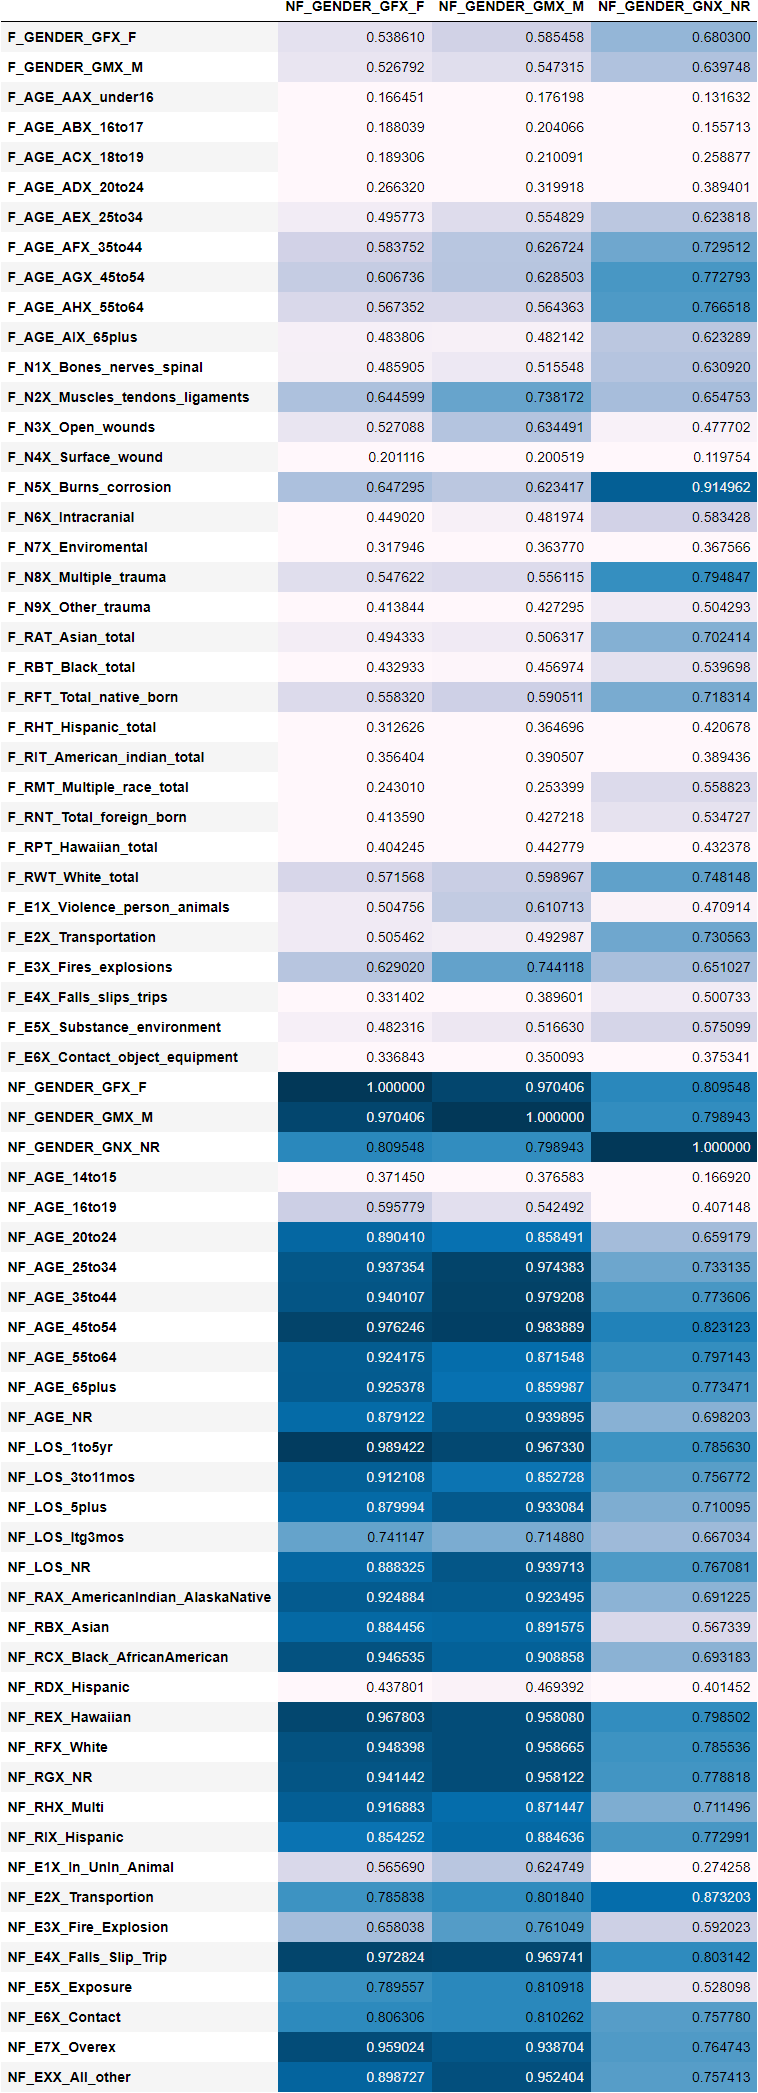 NF_GENDER_GFX_F NF_GENDER_GMX_M NF_GENDER_GNX_NR
F_GENDER_GFX_F 0.538610 0.585458 0.680300
F_GENDER_GMX_M 0.526792 0.547315 0.639748
F_AGE_AAX_under16 0.166451 0.176198 0.131632
F_AGE_ABX_16to17 0.188039 0.204066 0.155713
F_AGE_ACX_18to19 0.189306 0.210091 0.258877
F_AGE_ADX_20to24 0.266320 0.319918 0.389401
F_AGE_AEX_25to34 0.495773 0.554829 0.623818
F_AGE_AFX_35to44 0.583752 0.626724 0.729512
F_AGE_AGX_45to54 0.606736 0.628503 0.772793
F_AGE_AHX_55to64 0.567352 0.564363 0.766518
F_AGE_AIX_65plus 0.483806 0.482142 0.623289
F_N1X_Bones_nerves_spinal 0.485905 0.515548 0.630920
F_N2X_Muscles_tendons_ligaments 0.644599 0.738172 0.654753
F_N3X_Open_wounds 0.527088 0.634491 0.477702
F_N4X_Surface_wound 0.201116 0.200519 0.119754
F_N5X_Burns_corrosion 0.647295 0.623417 0.914962
F_N6X_Intracranial 0.449020 0.481974 0.583428
F_N7X_Enviromental 0.317946 0.363770 0.367566
F_N8X_Multiple_trauma 0.547622 0.556115 0.794847
F_N9X_Other_trauma 0.413844 0.427295 0.504293
F_RAT_Asian_total 0.494333 0.506317 0.702414
F_RBT_Black_total 0.432933 0.456974 0.539698
F_RFT_Total_native_born 0.558320 0.590511 0.718314
F_RHT_Hispanic_total 0.312626 0.364696 0.420678
F_RIT_American_indian_total 0.356404 0.390507 0.389436
F_RMT_Multiple_race_total 0.243010 0.253399 0.558823
F_RNT_Total_foreign_born 0.413590 0.427218 0.534727
F_RPT_Hawaiian_total 0.404245 0.442779 0.432378
F_RWT_White_total 0.571568 0.598967 0.748148
F_E1X_Violence_person_animals 0.504756 0.610713 0.470914
F_E2X_Transportation 0.505462 0.492987 0.730563
F_E3X_Fires_explosions 0.629020 0.744118 0.651027
F_E4X_Falls_slips_trips 0.331402 0.389601 0.500733
F_E5X_Substance_environment 0.482316 0.516630 0.575099
F_E6X_Contact_object_equipment 0.336843 0.350093 0.375341
NF_GENDER_GFX_F 1.000000 0.970406 0.809548
NF_GENDER_GMX_M 0.970406 1.000000 0.798943
NF_GENDER_GNX_NR 0.809548 0.798943 1.000000
NF_AGE_14to15 0.371450 0.376583 0.166920
NF_AGE_16to19 0.595779 0.542492 0.407148
NF_AGE_20to24 0.890410 0.858491 0.659179
NF_AGE_25to34 0.937354 0.974383 0.733135
NF_AGE_35to44 0.940107 0.979208 0.773606
NF_AGE_45to54 0.976246 0.983889 0.823123
NF_AGE_55to64 0.924175 0.871548 0.797143
NF_AGE_65plus 0.925378 0.859987 0.773471
NF_AGE_NR 0.879122 0.939895 0.698203
NF_LOS_1to5yr 0.989422 0.967330 0.785630
NF_LOS_3to11mos 0.912108 0.852728 0.756772
NF_LOS_5plus 0.879994 0.933084 0.710095
NF_LOS_ltg3mos 0.741147 0.714880 0.667034
NF_LOS_NR 0.888325 0.939713 0.767081
NF_RAX_AmericanIndian_AlaskaNative 0.924884 0.923495 0.691225
NF_RBX_Asian 0.884456 0.891575 0.567339
NF_RCX_Black_AfricanAmerican 0.946535 0.908858 0.693183
NF_RDX_Hispanic 0.437801 0.469392 0.401452
NF_REX_Hawaiian 0.967803 0.958080 0.798502
NF_RFX_White 0.948398 0.958665 0.785536
NF_RGX_NR 0.941442 0.958122 0.778818
NF_RHX_Multi 0.916883 0.871447 0.711496
NF_RIX_Hispanic 0.854252 0.884636 0.772991
NF_E1X_In_UnIn_Animal 0.565690 0.624749 0.274258
NF_E2X_Transportion 0.785838 0.801840 0.873203
NF_E3X_Fire_Explosion 0.658038 0.761049 0.592023
NF_E4X_Falls_Slip_Trip 0.972824 0.969741 0.803142
NF_E5X_Exposure 0.789557 0.810918 0.528098
NF_E6X_Contact 0.806306 0.810262 0.757780
NF_E7X_Overex 0.959024 0.938704 0.764743
NF_EXX_All_other 0.898727 0.952404 0.757413